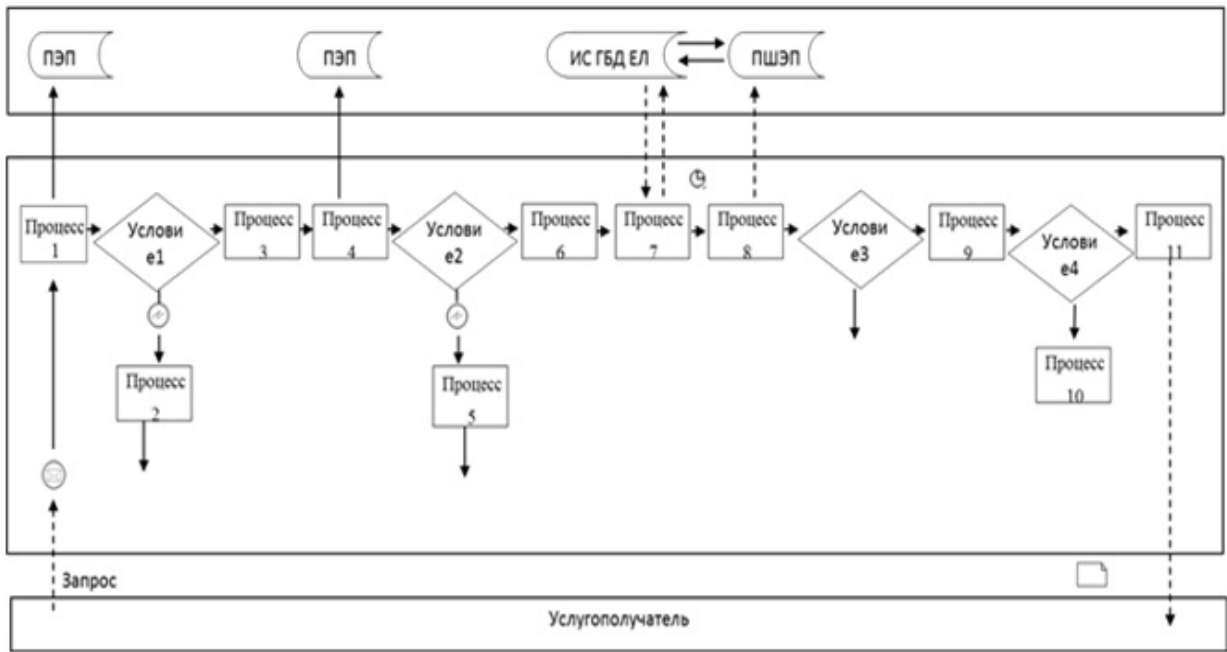 ПЭП
ПЭП
ИС ГБД ЕЛ
ПШЭП
Процесс
1
Услови
е1
Процесс
3
Процесс
4
Услови
е2
Процесс
6
Процесс
7
Процесс
8
Услови
е3
Процесс
9
Услови
е4
Процесс
11
Процесс
2
Процесс
5
Процесс
10
Запрос
Услугополучатель